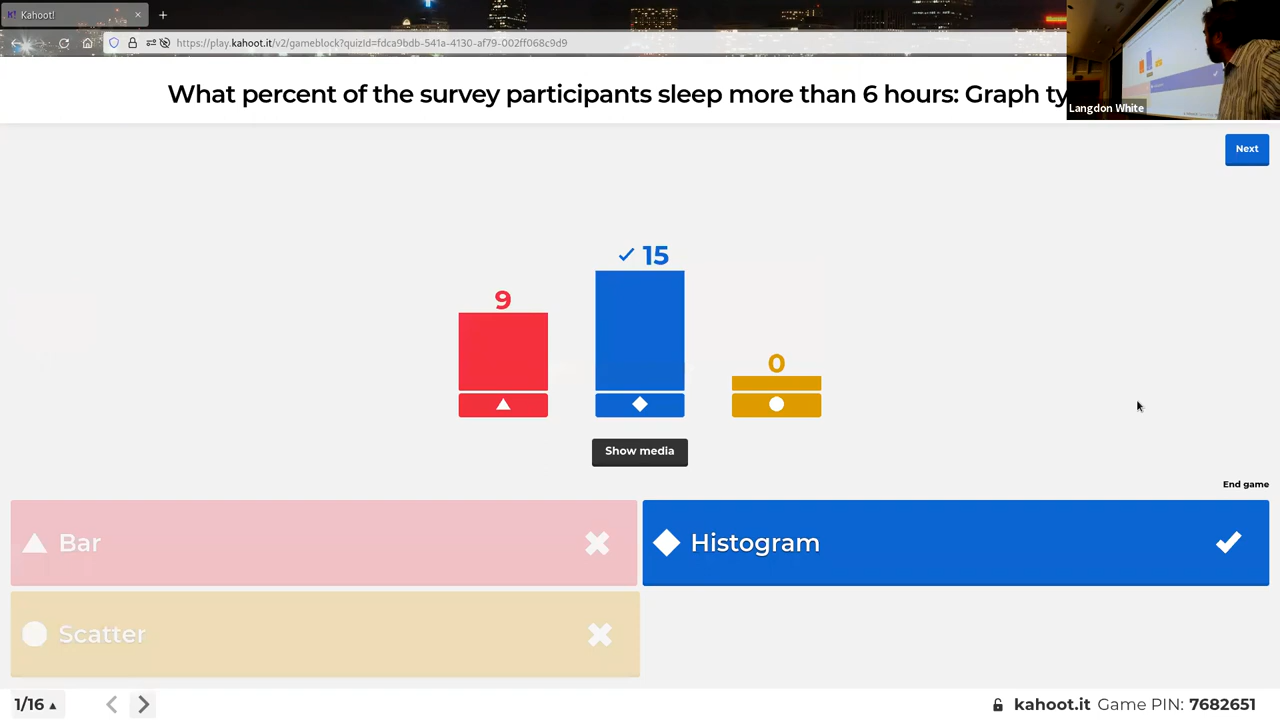 Kahoot!
https://play.kahoot.it/v2/gameblock?quizId=fdca9bdb-541a-4130-af79-002ff068c9d9
What percent of the survey participants sleep more than 6 hours: Graph ty
Langdon White
Next
15
9
0
Show media
End game
Bar
Histogram
Scatter
1/16
kahoot.it Game PIN: 7682651